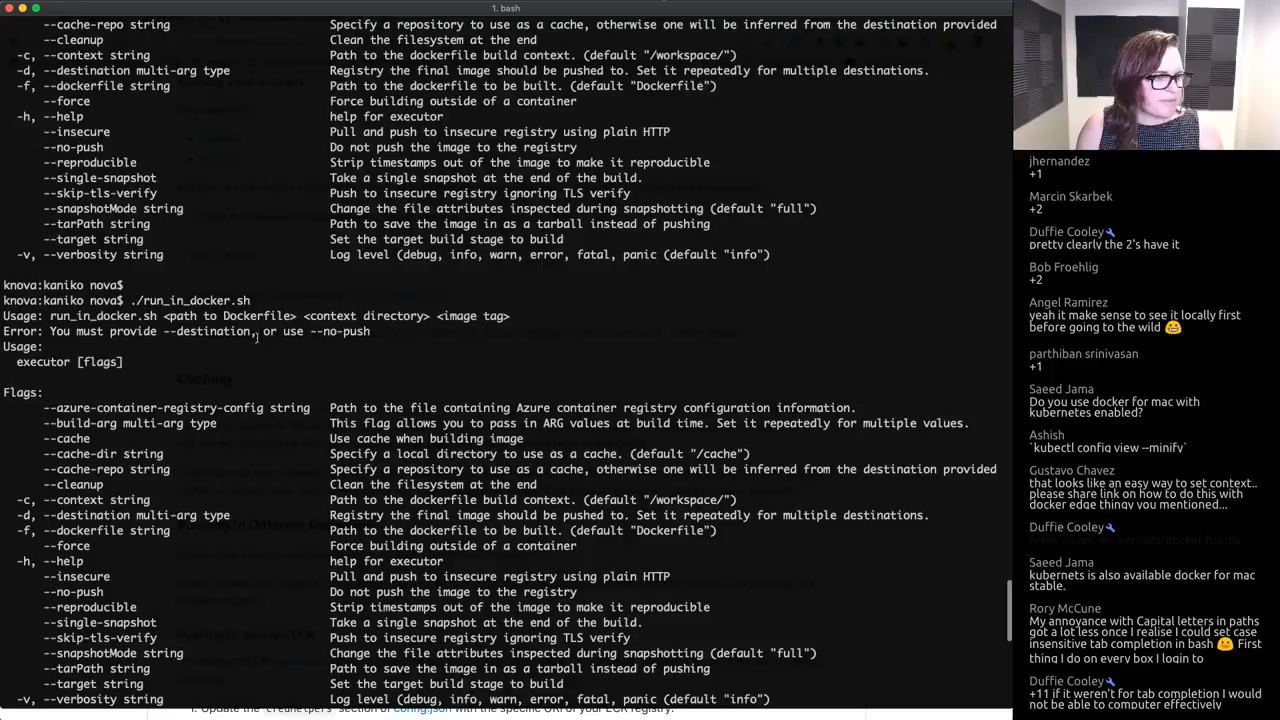 1. bash
--cache-repo string Specify a repository to use as a cache, otherwise one will be inferred from the destination provided
--cleanup Clean the filesystem at the end
-c, --context string Path to the dockerfile build context. (default "/workspace/")
-d, --destination multi-arg type Registry the final image should be pushed to. Set it repeatedly for multiple destinations.
-f, --dockerfile string Path to the dockerfile to be built. (default "Dockerfile")
--force Force building outside of a container
-h, --help help for executor
--insecure Pull and push to insecure registry using plain HTTP
--no-push Do not push the image to the registry
--reproducible Strip timestamps out of the image to make it reproducible
--single-snapshot Take a single snapshot at the end of the build.
--skip-tls-verify Push to insecure registry ignoring TLS verify
--snapshotMode string Change the file attributes inspected during snapshotting (default "full")
--tarPath string Path to save the image in as a tarball instead of pushing
--target string Set the target build stage to build
-v, --verbosity string Log level (debug, info, warn, error, fatal, panic (default "info")
knova:kaniko nova$
knova:kaniko nova$ ./run_in_docker.sh
Usage: run_in_docker.sh <path to Dockerfile> <context directory> <image tag>
Error: You must provide --destination, or use --no-push
Usage:
executor [flags]
Flags:
--azure-container-registry-config string Path to the file containing Azure container registry configuration information.
--build-arg multi-arg type This flag allows you to pass in ARG values at build time. Set it repeatedly for multiple values.
--cache Use cache when building image
--cache-dir string Specify a local directory to use as a cache. (default "/cache")
--cache-repo string Specify a repository to use as a cache, otherwise one will be inferred from the destination provided
--cleanup Clean the filesystem at the end
-c, --context string Path to the dockerfile build context. (default "/workspace/")
-d, --destination multi-arg type Registry the final image should be pushed to. Set it repeatedly for multiple destinations.
-f, --dockerfile string Path to the dockerfile to be built. (default "Dockerfile")
--force Force building outside of a container
-h, --help help for executor
--insecure Pull and push to insecure registry using plain HTTP
--no-push Do not push the image to the registry
--reproducible Strip timestamps out of the image to make it reproducible
--single-snapshot Take a single snapshot at the end of the build.
--skip-tls-verify Push to insecure registry ignoring TLS verify
--snapshotMode string Change the file attributes inspected during snapshotting (default "full")
--tarPath string Path to save the image in as a tarball instead of pushing
--target string Set the target build stage to build
-v, --verbosity string Log level (debug, info, warn, error, fatal, panic (default "info")
Caching
jhernandez
+1
Marcin Skarbek
+2
Duffie Cooley
pretty clearly the 2's have it
Bob Froehlig
+2
Angel Ramirez
yeah it make sense to see it locally first
before going to the wild
parthiban srinivasan
+1
Saeed Jama
Do you use docker for mac with
kubernetes enabled?
Ashish
`kubectl config view --minify`
Gustavo Chavez
that looks like an easy way to set context..
please share link on how to do this with
docker edge thingy you mentioned...
Duffie Cooley
Saeed Jama
kubernets is also available docker for mac
stable.
Rory McCune
My annoyance with Capital letters in paths
got a lot less once I realise I could set case
insensitive tab completion in bash First
thing I do on every box I login to
Duffie Cooley
+11 if it weren't for tab completion I would
not be able to computer effectively